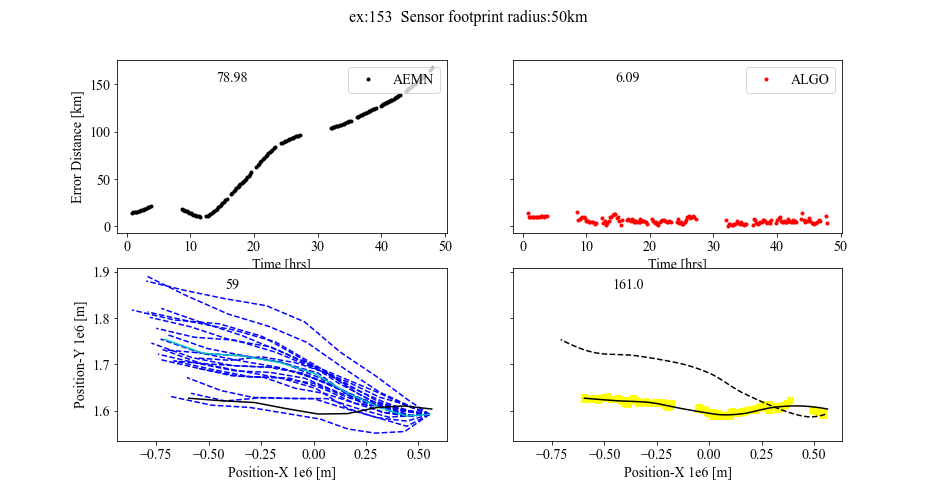 ex:153  Sensor footprint radius:50km
78.98
AEMN
6.09
ALGO
Error Distance [km]
150
100
50
0
0 10 20 30 40 50
0 10 20 30 40 50
Time [hrs]
Time [hrs]
59
161.0
Position-Y 1e6 [m]
1.9
1.8
1.7
1.6
−0.75 −0.50 −0.25 0.00 0.25 0.50
−0.75 −0.50 −0.25 0.00 0.25 0.50
Position-X 1e6 [m]
Position-X 1e6 [m]